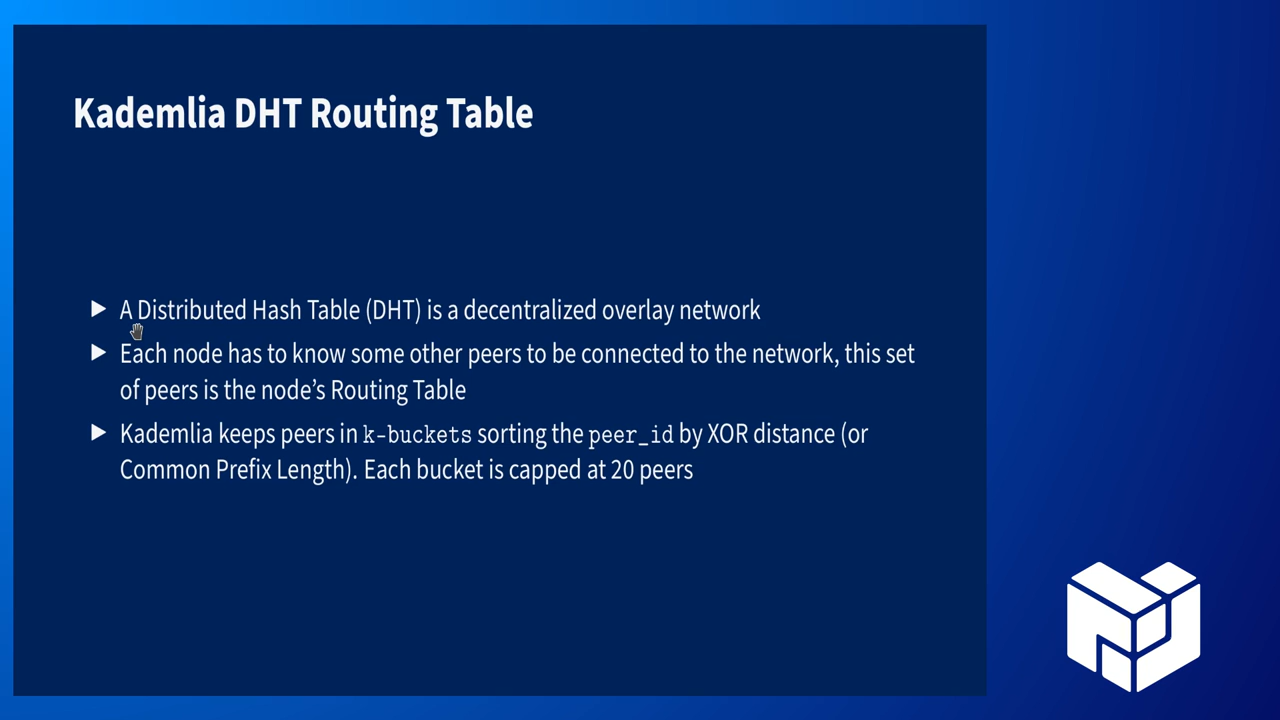 Kademlia DHT Routing Table
A Distributed Hash Table (DHT) is a decentralized overlay network
Each node has to know some other peers to be connected to the network, this set
of peers is the node’s Routing Table
Kademlia keeps peers in k-buckets sorting the peer_id by XOR distance (or
Common Prefix Length). Each bucket is capped at 20 peers